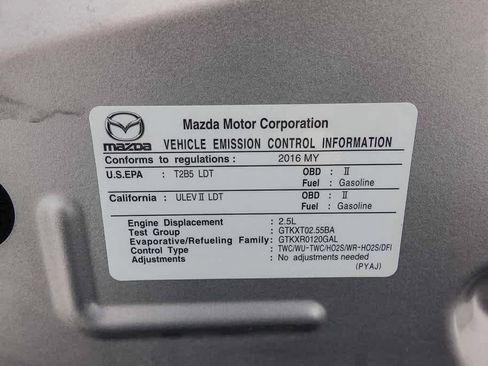 Mazda Motor Corporation
mazda VEHICLE EMISSION CONTROL INFORMATION
Conforms to regulations : 2016 MY
U.S.EPA : T2B5 LDT OBD : II
Fuel : Gasoline
California : ULEV II LDT OBD : II
Fuel : Gasoline
Engine Displacement : 2.5L
Test Group : GTKXT02.55BA
Evaporative/Refueling Family: GTKXR0120GAL
Control Type : TWC/WU-TWC/HO2S/WR-HO2S/DFI
Adjustments : No adjustments needed
(PYAJ)